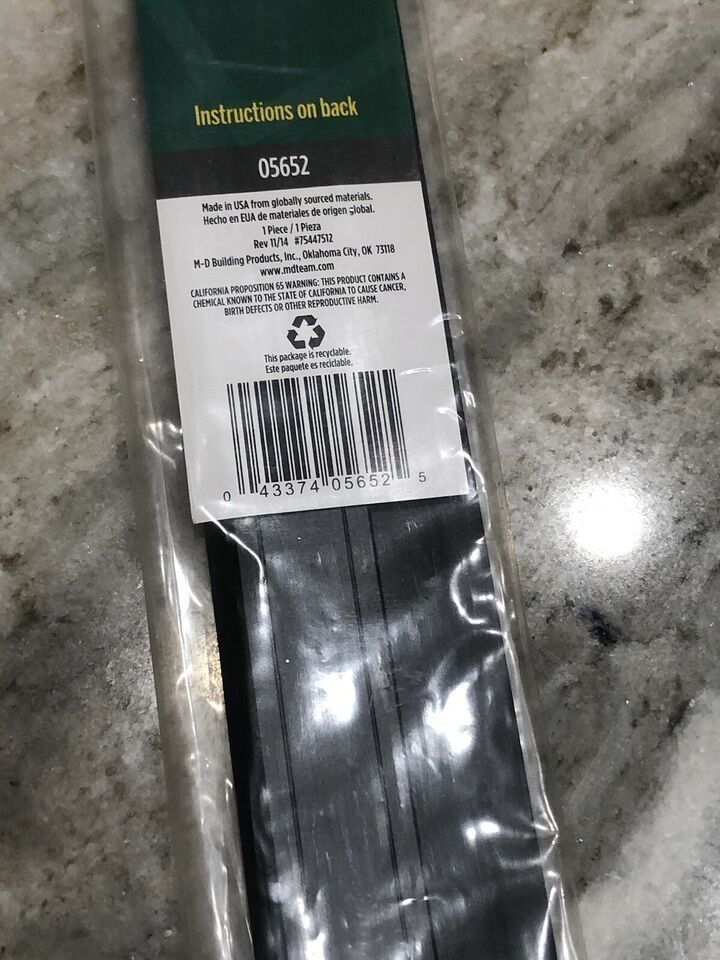 Instructions on back
05652
Made in USA from globally sourced materials.
Hecho en EUA de materiales de origen global.
1 Piece / 1 Pieza
Rev 11/14 #75447512
M-D Building Products, Inc., Oklahoma City, OK 73118
www.mdteam.com
CALIFORNIA PROPOSITION 65 WARNING: THIS PRODUCT CONTAINS A
CHEMICAL KNOWN TO THE STATE OF CALIFORNIA TO CAUSE CANCER,
BIRTH DEFECTS OR OTHER REPRODUCTIVE HARM.
This package is recyclable.
Este paquete es reciclable.
0 43374 05652 5